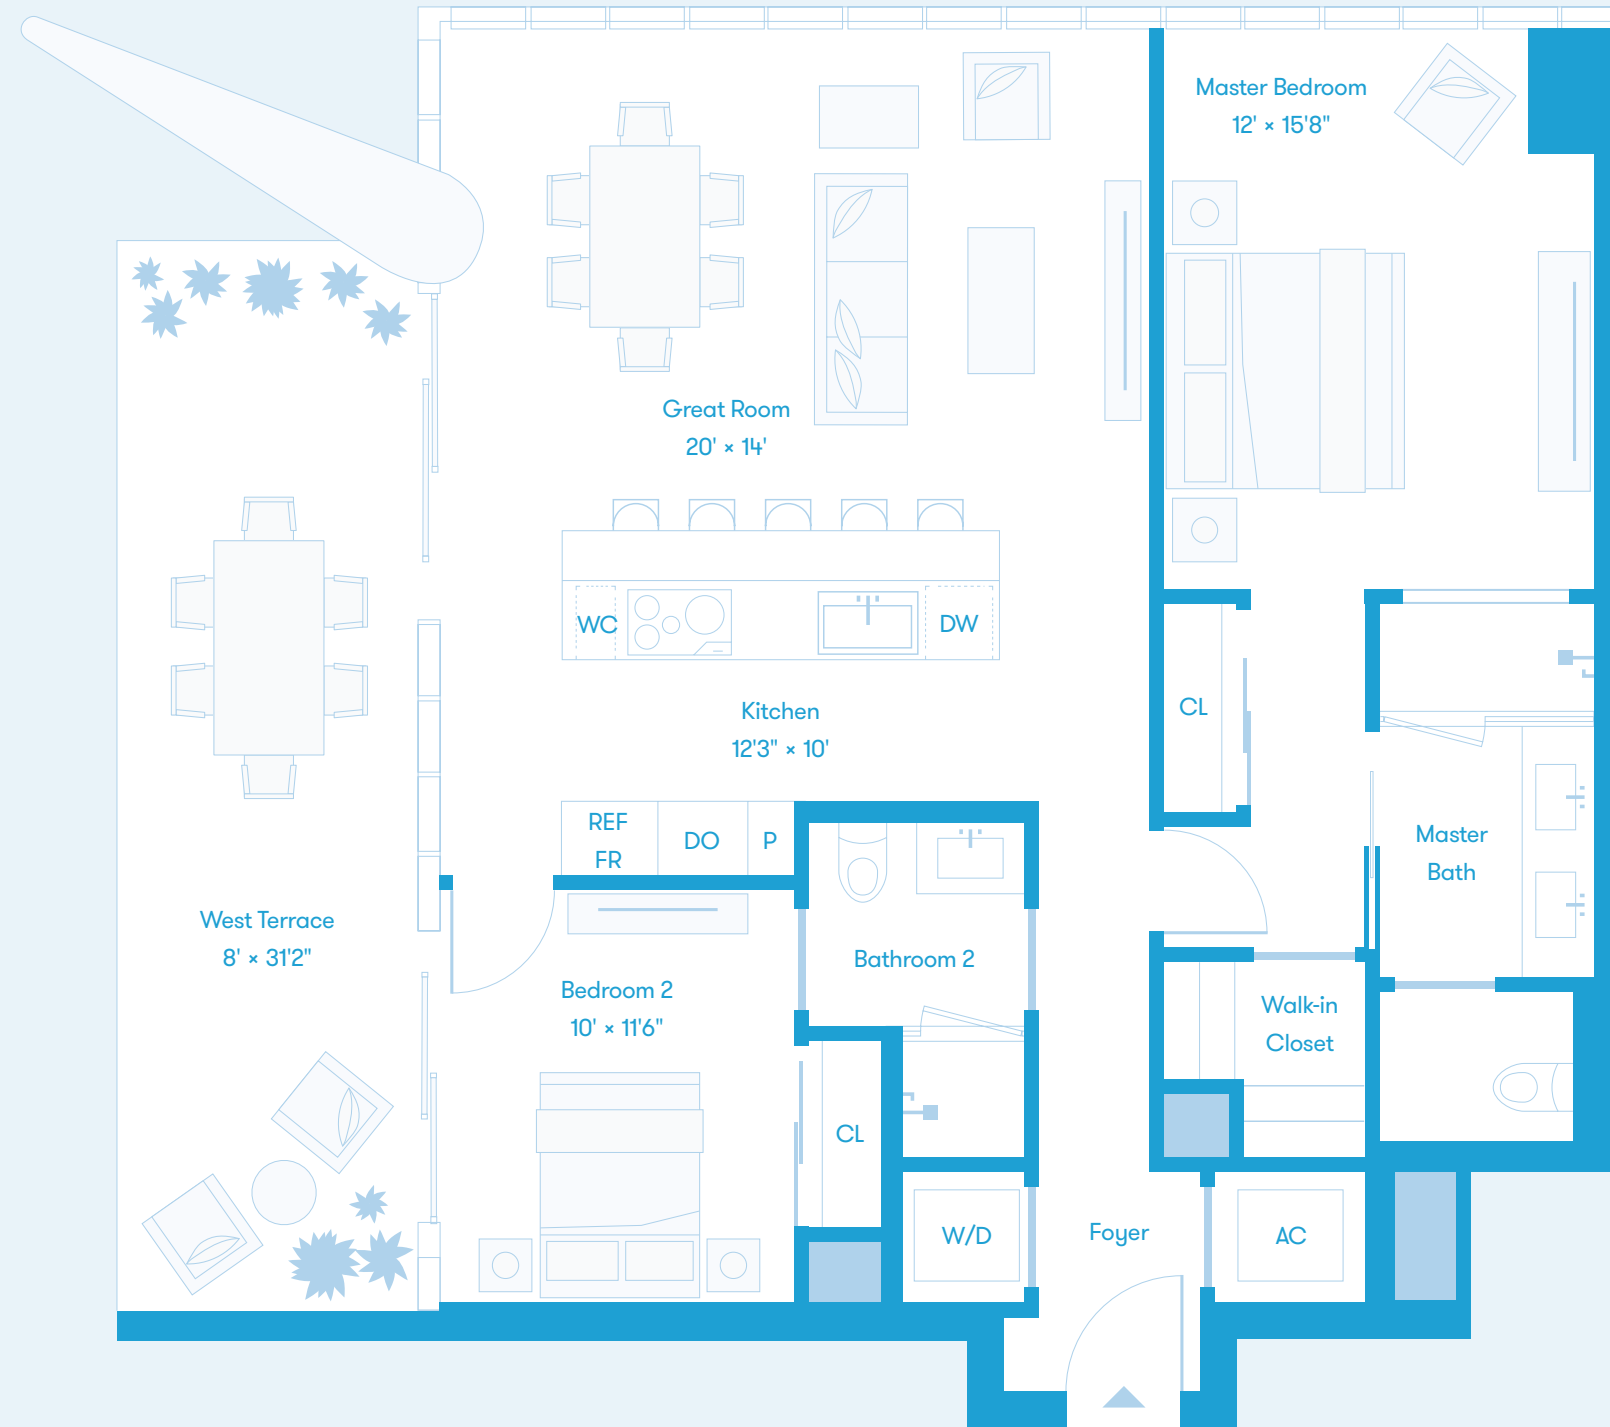 Master Bedroom
12' × 15'8"
Great Room
20' × 14'
WC
DW
Kitchen
12'3" × 10'
CL
REF
FR
DO
P
Master
Bath
West Terrace
8' × 31'2"
Bedroom 2
10' × 11'6"
Bathroom 2
Walk-in
Closet
CL
W/D
Foyer
AC